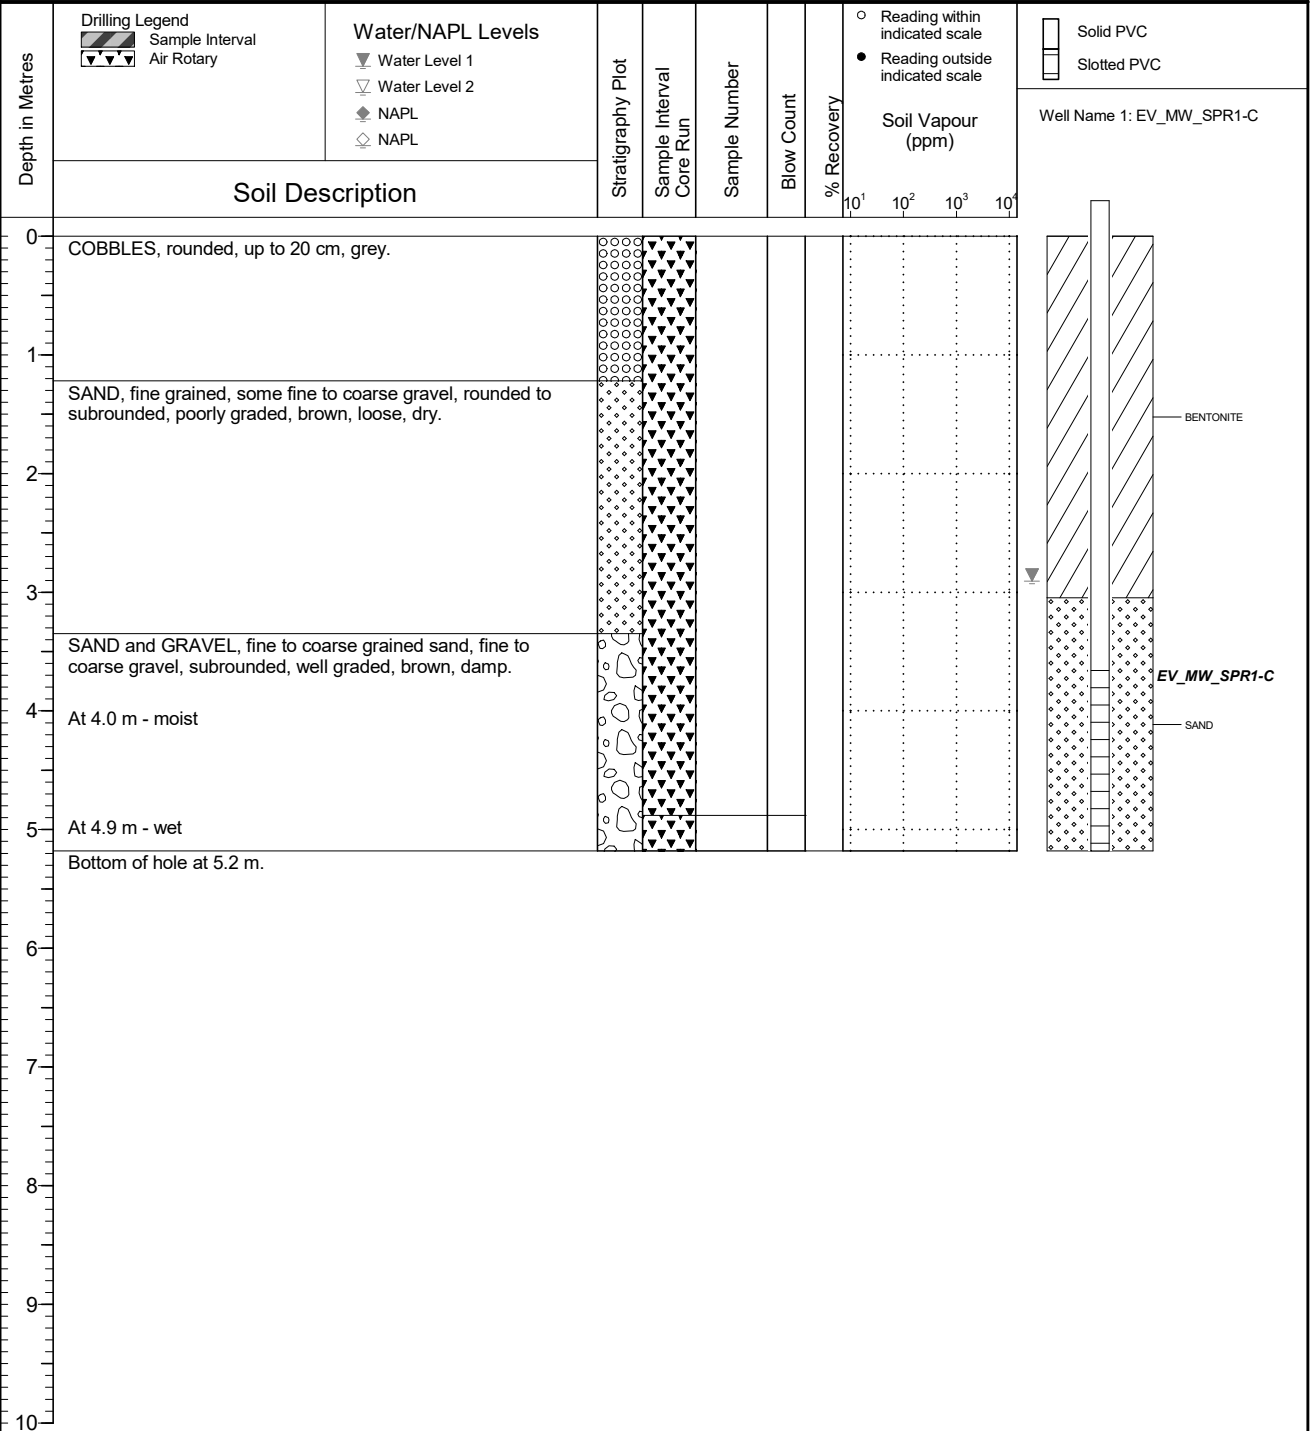 Depth in Metres
Drilling Legend
Sample Interval
Air Rotary
Water/NAPL Levels
Water Level 1
Water Level 2
NAPL
NAPL
Soil Description
Stratigraphy Plot
Sample Interval
Core Run
Sample Number
Blow Count
% Recovery
Reading within
indicated scale
Reading outside
indicated scale
Soil Vapour
(ppm)
10¹ 10² 10³ 10⁴
Solid PVC
Slotted PVC
Well Name 1: EV_MW_SPR1-C
0
COBBLES, rounded, up to 20 cm, grey.
1
SAND, fine grained, some fine to coarse gravel, rounded to
subrounded, poorly graded, brown, loose, dry.
BENTONITE
2
3
SAND and GRAVEL, fine to coarse grained sand, fine to
coarse gravel, subrounded, well graded, brown, damp.
EV_MW_SPR1-C
4
At 4.0 m - moist
SAND
5
At 4.9 m - wet
Bottom of hole at 5.2 m.
6
7
8
9
10